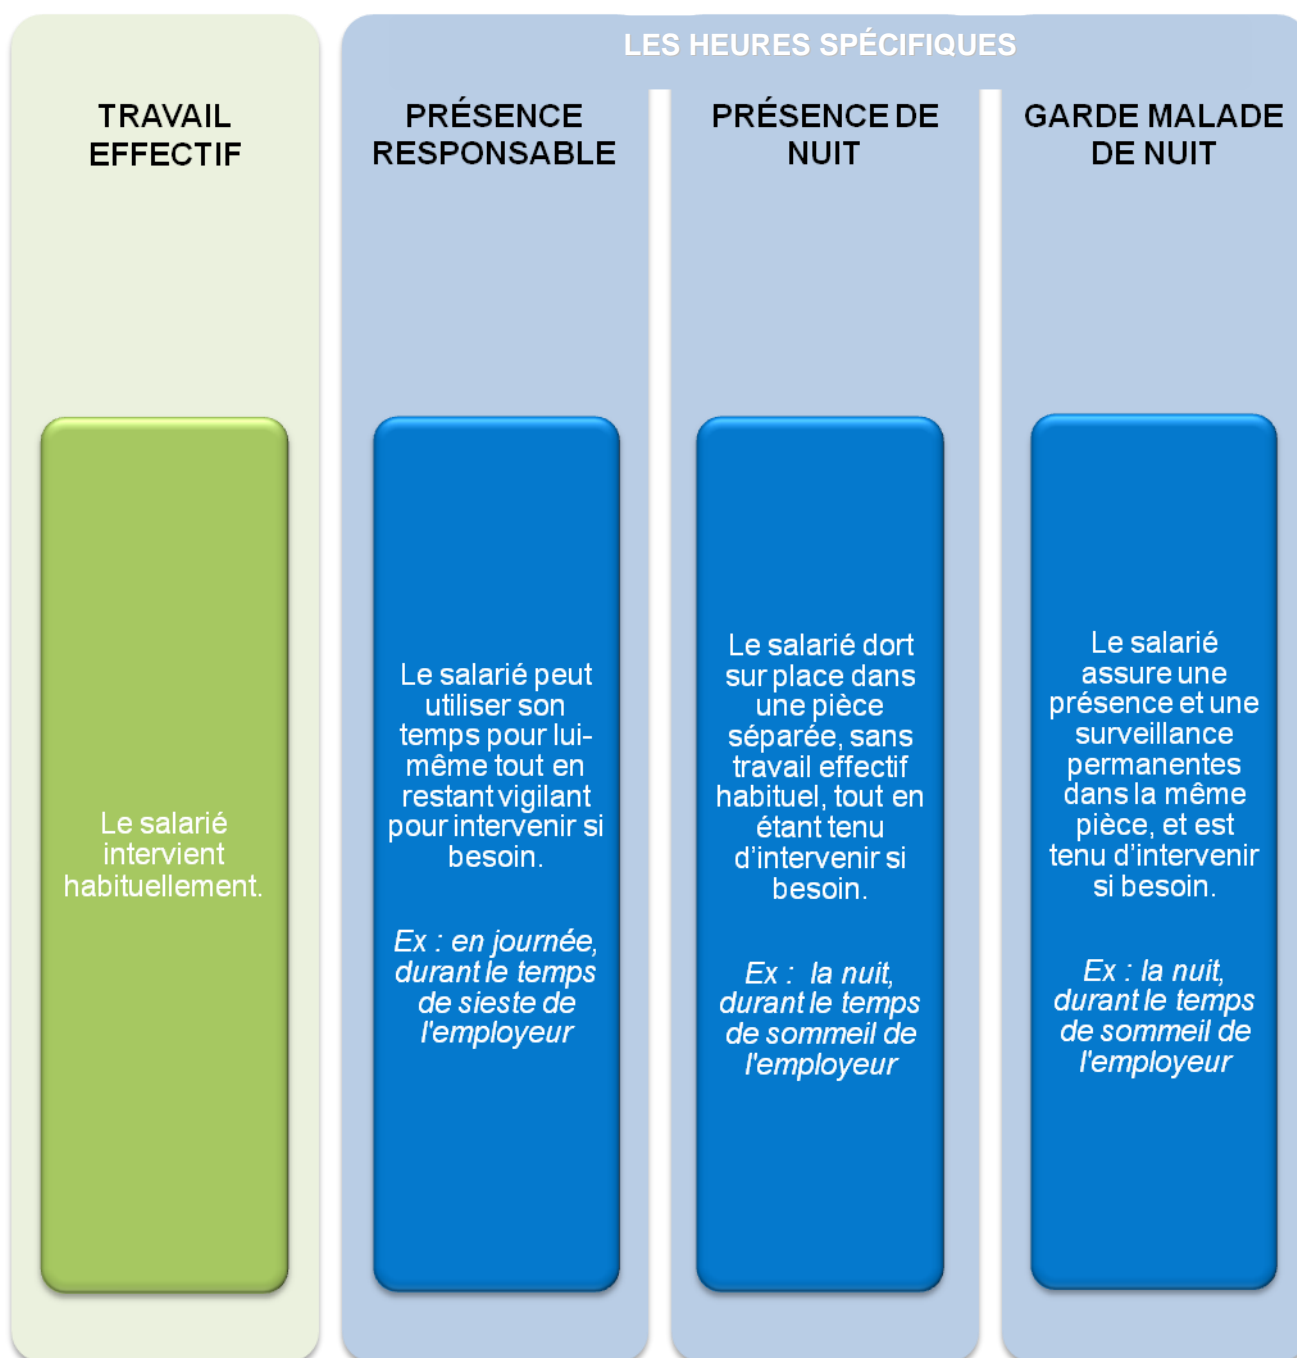 LES HEURES SPÉCIFIQUES
TRAVAIL
EFFECTIF
Le salarié
intervient
habituellement.
PRÉSENCE
RESPONSABLE
Le salarié peut
utiliser son
temps pour lui-
même tout en
restant vigilant
pour intervenir si
besoin.
Ex : en journée,
durant le temps
de sieste de
l'employeur
PRÉSENCE DE
NUIT
Le salarié dort
sur place dans
une pièce
séparée, sans
travail effectif
habituel, tout en
étant tenu
d’intervenir si
besoin.
Ex :  la nuit,
durant le temps
de sommeil de
l'employeur
GARDE MALADE
DE NUIT
Le salarié
assure une
présence et une
surveillance
permanentes
dans la même
pièce, et est
tenu d’intervenir
si besoin.
Ex : la nuit,
durant le temps
de sommeil de
l'employeur